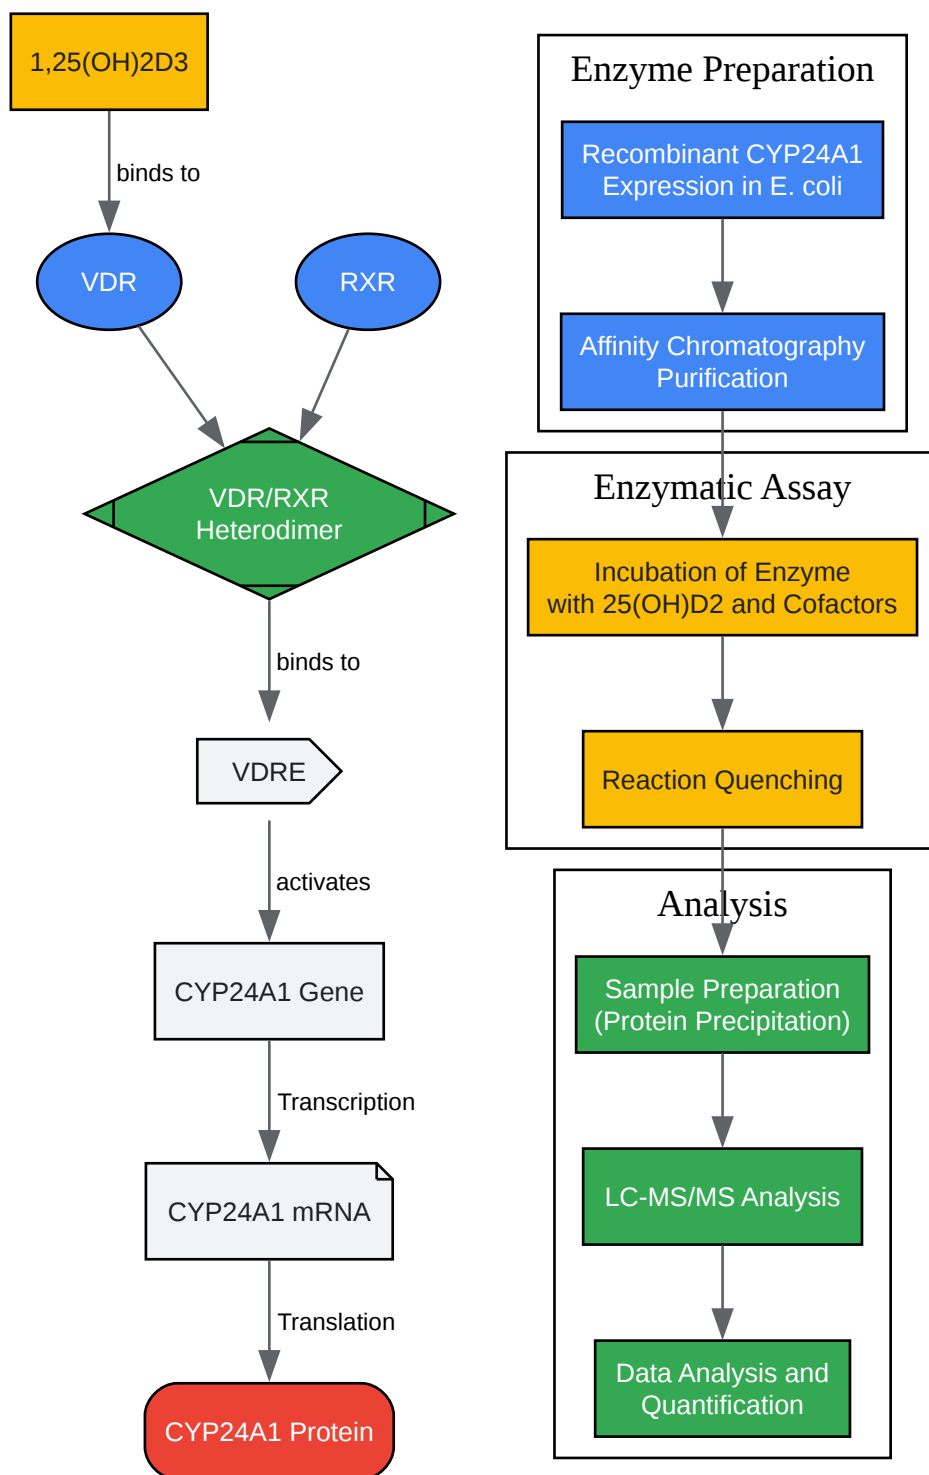 1,25(OH)2D3
binds to
VDR
RXR
VDR/RXR
Heterodimer
binds to
VDRE
activates
CYP24A1 Gene
Transcription
CYP24A1 mRNA
Translation
CYP24A1 Protein
Enzyme Preparation
Recombinant CYP24A1
Expression in E. coli
Affinity Chromatography
Purification
Enzymatic Assay
Incubation of Enzyme
with 25(OH)D2 and Cofactors
Reaction Quenching
Analysis
Sample Preparation
(Protein Precipitation)
LC-MS/MS Analysis
Data Analysis and
Quantification